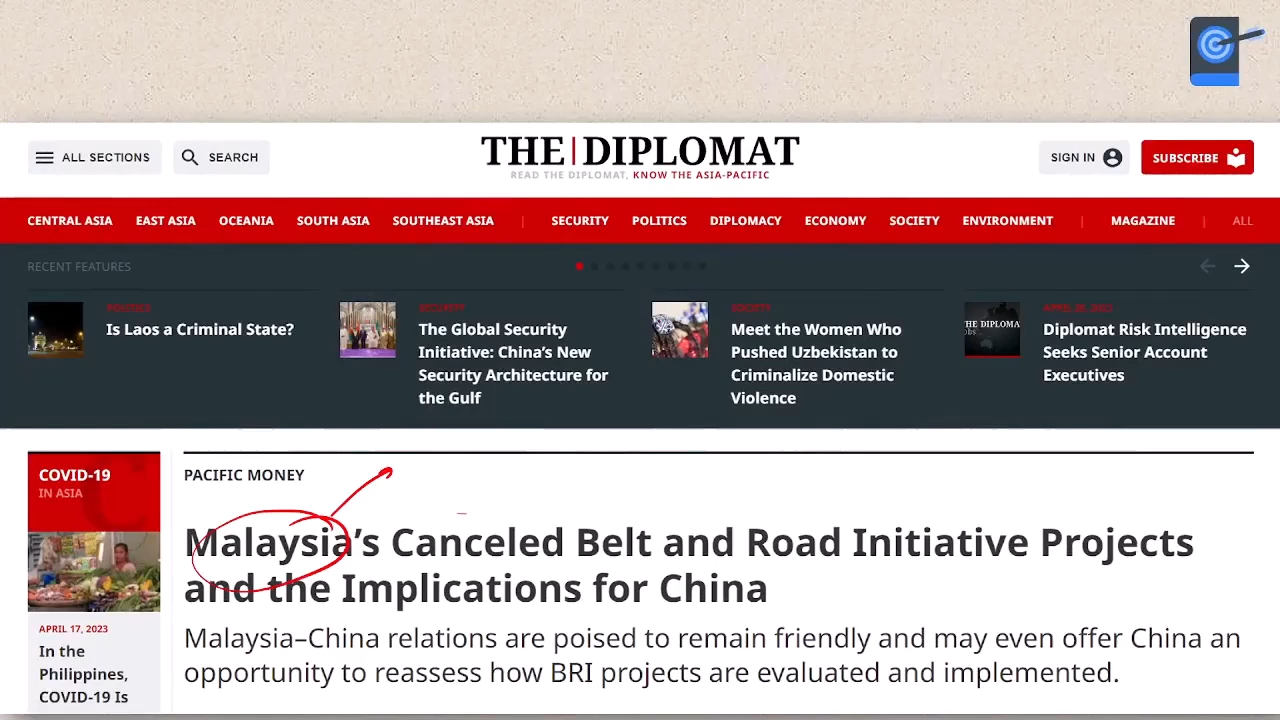 ALL SECTIONS
SEARCH
THE DIPLOMAT
READ THE DIPLOMAT, KNOW THE ASIA-PACIFIC
SIGN IN
SUBSCRIBE
CENTRAL ASIA EAST ASIA OCEANIA SOUTH ASIA SOUTHEAST ASIA | SECURITY POLITICS DIPLOMACY ECONOMY SOCIETY ENVIRONMENT | MAGAZINE | ALL
RECENT FEATURES
POLITICS
Is Laos a Criminal State?
SECURITY
The Global Security
Initiative: China's New
Security Architecture for
the Gulf
SOCIETY
Meet the Women Who
Pushed Uzbekistan to
Criminalize Domestic
Violence
THE DIPLOMA
Diplomat Risk Intelligence
Seeks Senior Account
Executives
COVID-19
IN ASIA
APRIL 17, 2023
In the
Philippines,
COVID-19 Is
PACIFIC MONEY
Malaysia's Canceled Belt and Road Initiative Projects
and the Implications for China
Malaysia–China relations are poised to remain friendly and may even offer China an
opportunity to reassess how BRI projects are evaluated and implemented.